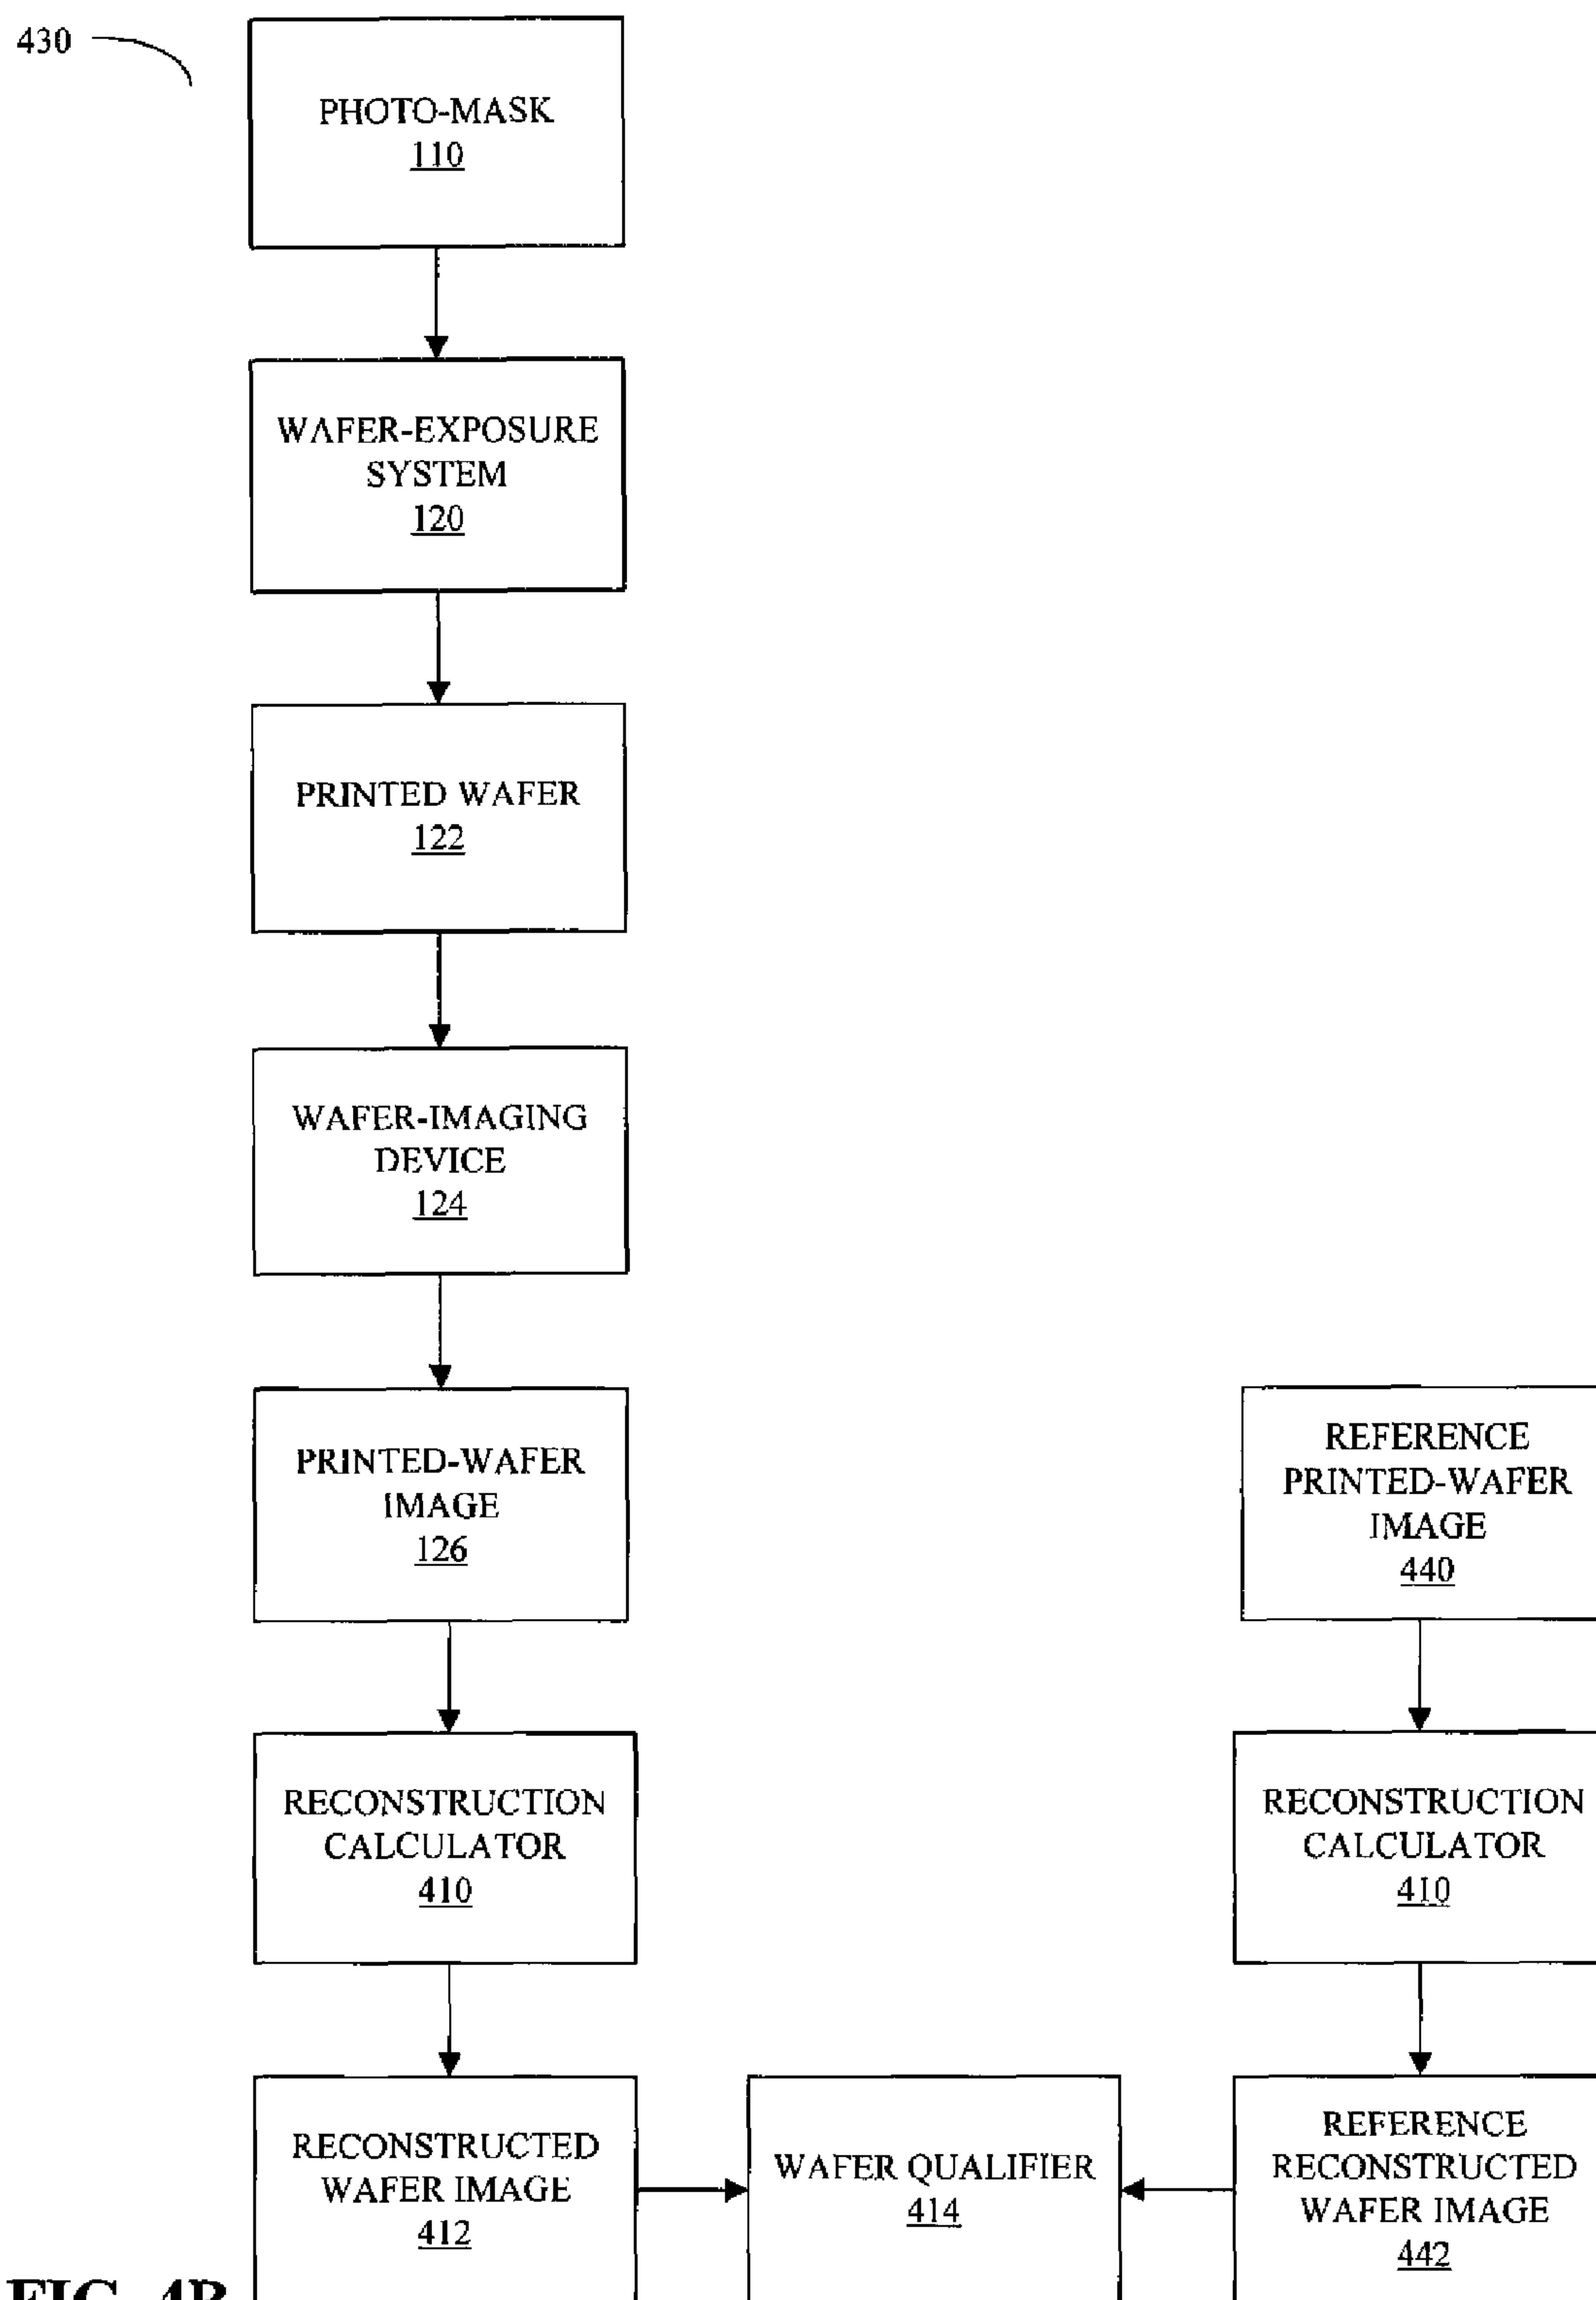 430
PHOTO-MASK
110
WAFER-EXPOSURE
SYSTEM
120
PRINTED WAFER
122
WAFER-IMAGING
DEVICE
124
PRINTED-WAFER
IMAGE
126
REFERENCE
PRINTED-WAFER
IMAGE
440
RECONSTRUCTION
CALCULATOR
410
RECONSTRUCTION
CALCULATOR
410
RECONSTRUCTED
WAFER IMAGE
412
WAFER QUALIFIER
414
REFERENCE
RECONSTRUCTED
WAFER IMAGE
442
FIG. 4B